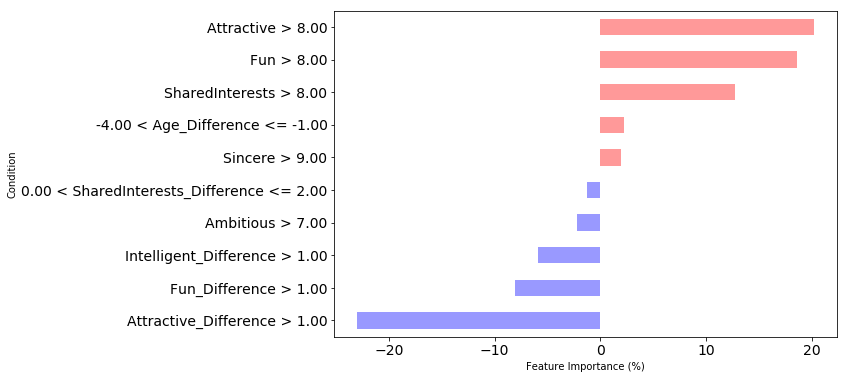 Attractive > 8.00
Fun > 8.00
SharedInterests > 8.00
-4.00 < Age_Difference <= -1.00
Sincere > 9.00
0.00 < SharedInterests_Difference <= 2.00
Ambitious > 7.00
Intelligent_Difference > 1.00
Fun_Difference > 1.00
Attractive_Difference > 1.00
Condition
−20 −10 0 10 20
Feature Importance (%)